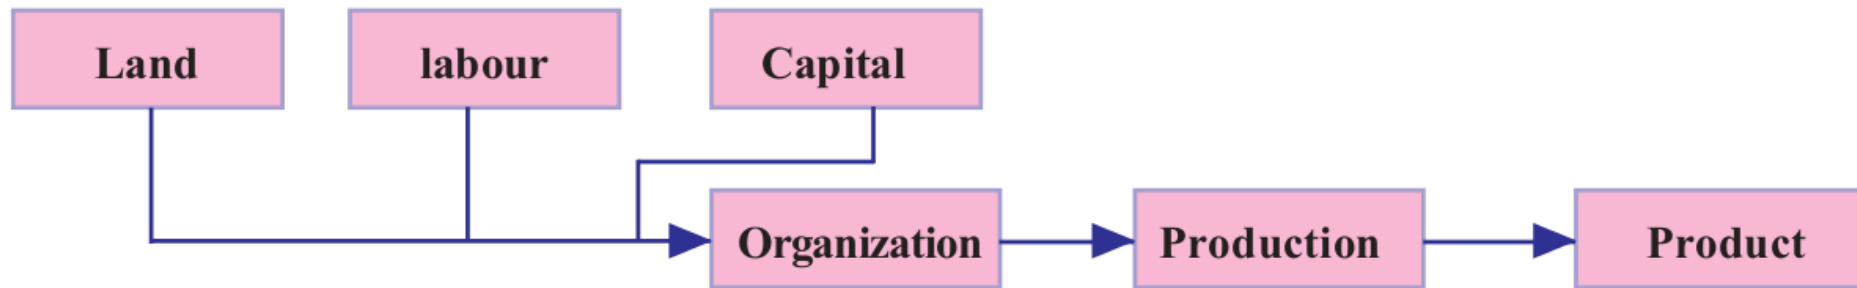 Land
labour
Capital
Organization
Production
Product